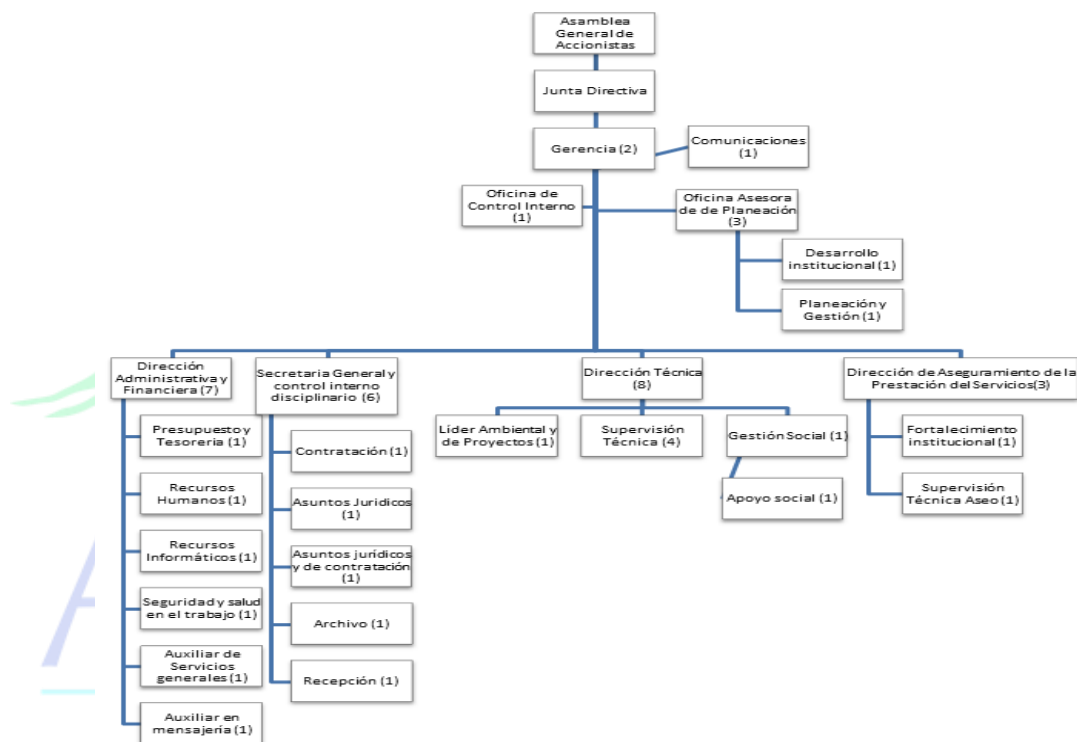 Asamblea
General de
Accionistas
Junta Directiva
Gerencia (2)
Comunicaciones
(1)
Oficina de
Control Interno
(1)
Oficina Asesora
de de Planeación
(3)
Desarrollo
institucional (1)
Planeación y
Gestión (1)
Dirección
Administrativa y
Financiera (7)
Presupuesto y
Tesoreria (1)
Recursos
Humanos (1)
Recursos
Informáticos (1)
Seguridad y salud
en el trabajo (1)
Auxiliar de
Servicios
generales (1)
Auxiliar en
mensajería (1)
Secretaria General y
control interno
disciplinario (6)
Contratación (1)
Asuntos Juridicos
(1)
Asuntos jurídicos
y de contratación
(1)
Archivo (1)
Recepción (1)
Dirección Técnica
(8)
Líder Ambiental y
de Proyectos (1)
Supervisión
Técnica (4)
Gestión Social (1)
Apoyo social (1)
Dirección de Aseguramiento de la
Prestación del Servicios(3)
Fortalecimiento
institucional (1)
Supervisión
Técnica Aseo (1)